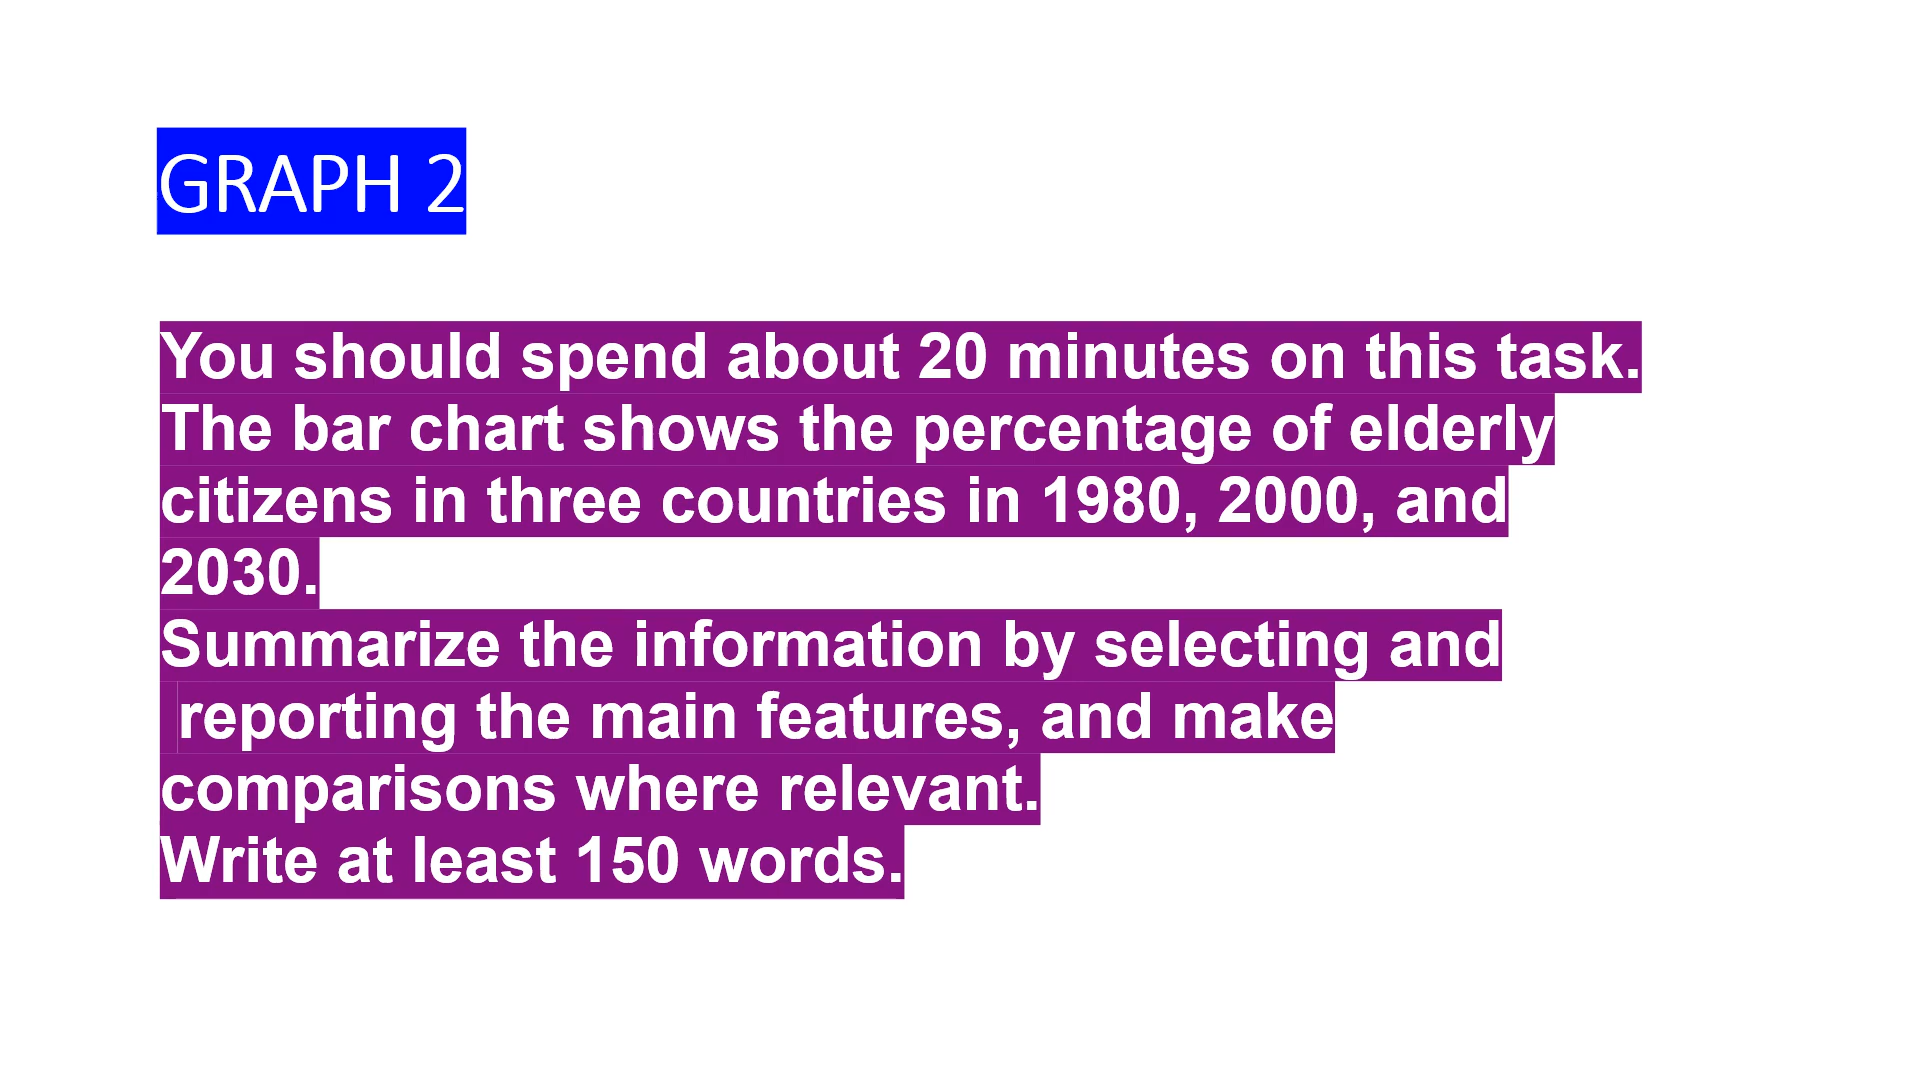 GRAPH 2
You should spend about 20 minutes on this task.
The bar chart shows the percentage of elderly
citizens in three countries in 1980, 2000, and
2030.
Summarize the information by selecting and
reporting the main features, and make
comparisons where relevant.
Write at least 150 words.